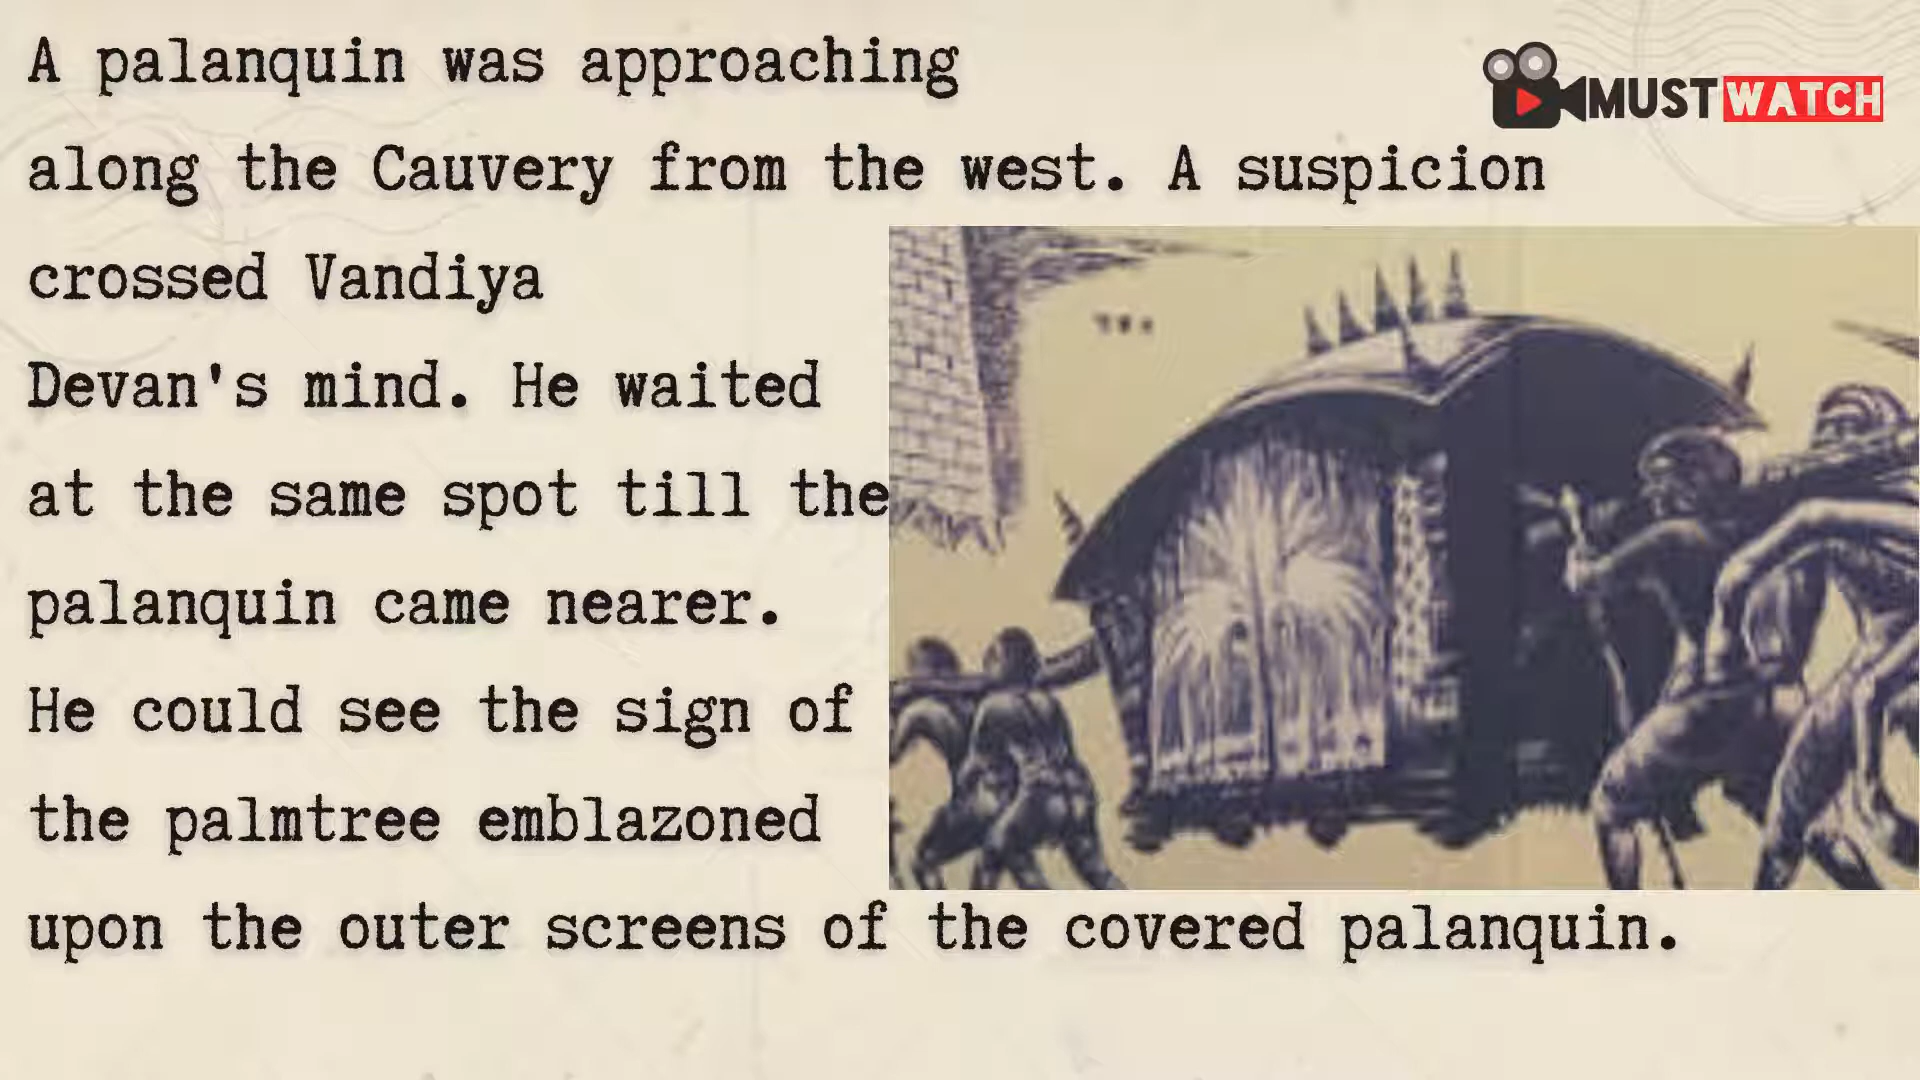 A palanquin was approaching
MUST WATCH
along the Cauvery from the west. A suspicion
crossed Vandiya
Devan's mind. He waited
at the same spot till the
palanquin came nearer.
He could see the sign of
the palmtree emblazoned
upon the outer screens of the covered palanquin.